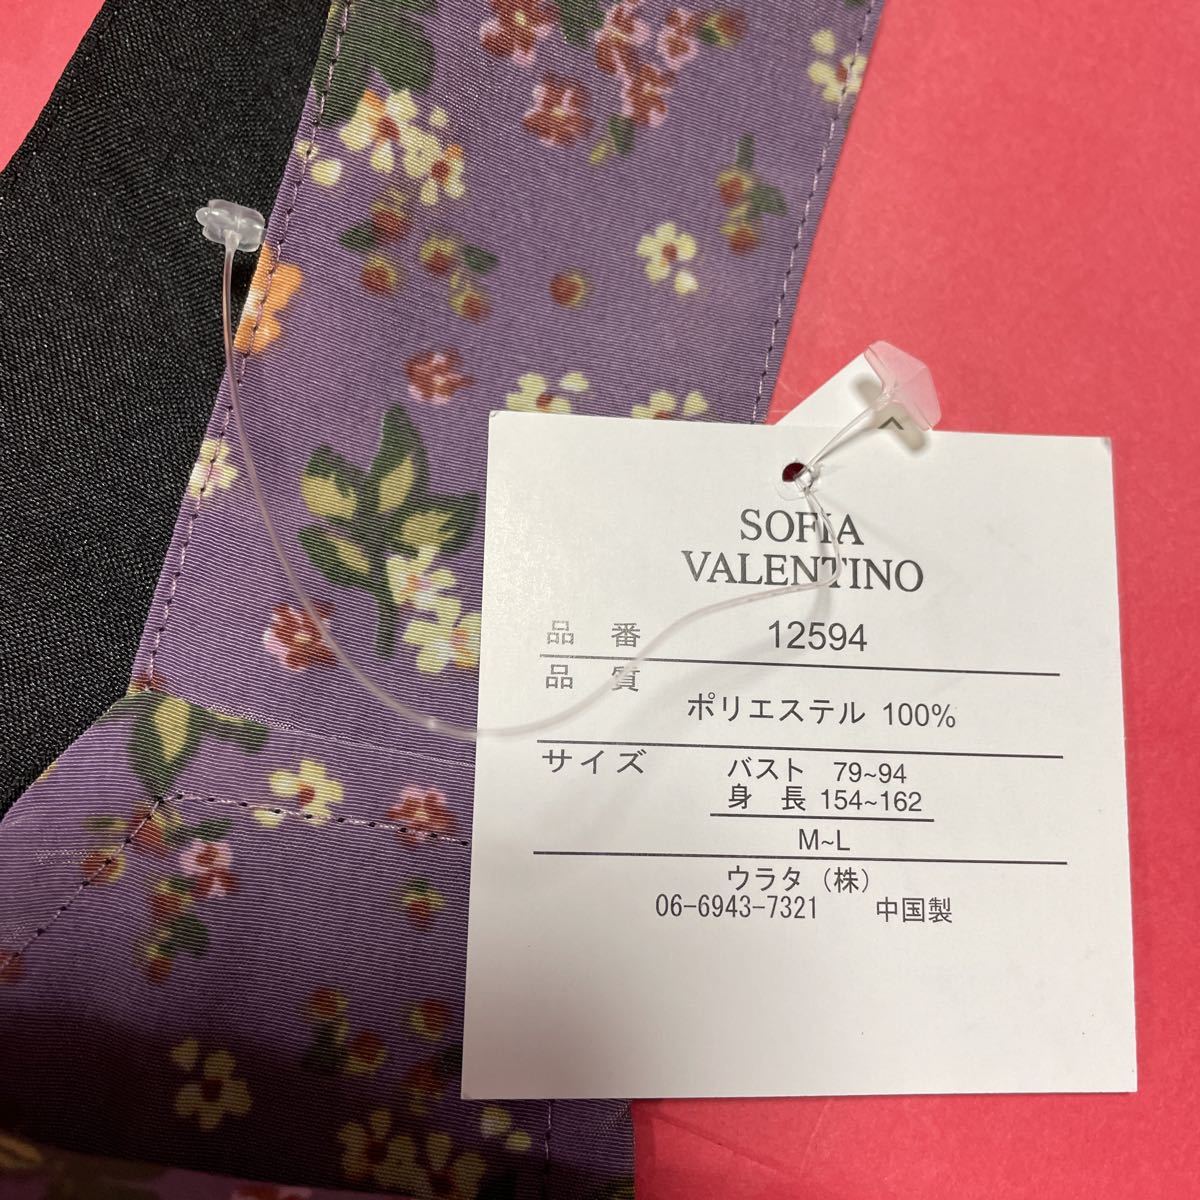 SOFIA
VALENTINO
品 番 12594
品 質
ポリエステル 100%
サイズ バスト 79~94
身 長 154~162
M~L
ウラタ（株）
06-6943-7321 中国製